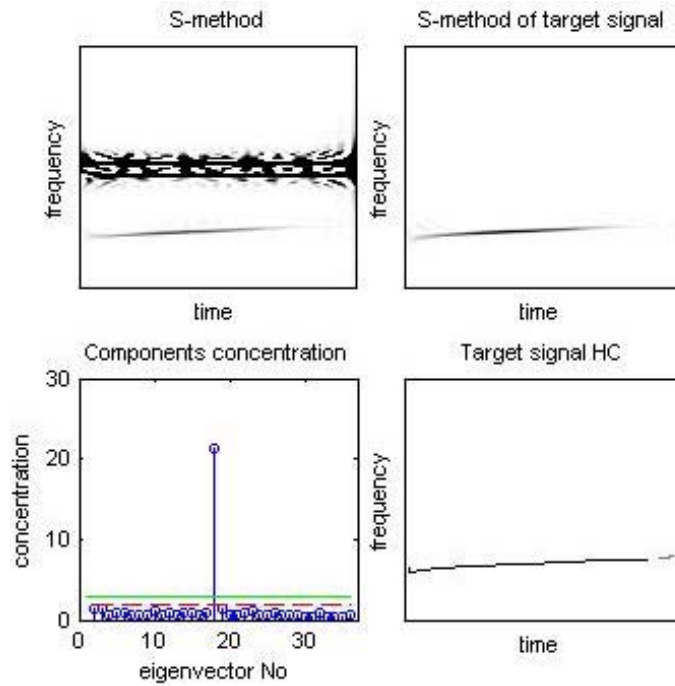 S-method
frequency
time
S-method of target signal
frequency
time
Components concentration
30
20
10
0
concentration
0 10 20 30
eigenvector No
Target signal HC
frequency
time